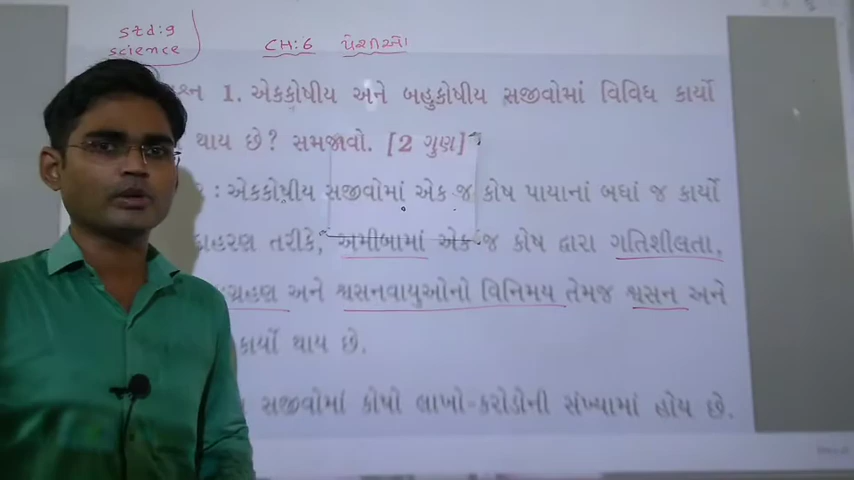 std:9
science
CH:6 પેશીઓ
1. એકકોષીય અને બહુકોષીય સજીવોમાં વિવિધ કાર્યો
થાય છે? સમજાવો. [2 ગુણ]
: એકકોષીય સજીવોમાં એક જ કોષ પાયાનાં બધાં જ કાર્યો
તરીકે, અમીબામાં એક જ કોષ દ્વારા ગતિશીલતા,
અને શ્વસનવાયુઓનો વિનિમય તેમજ શ્વસન અને
કાર્યો થાય છે.
સજીવોમાં કોષો લાખો-કરોડોની સંખ્યામાં હોય છે.